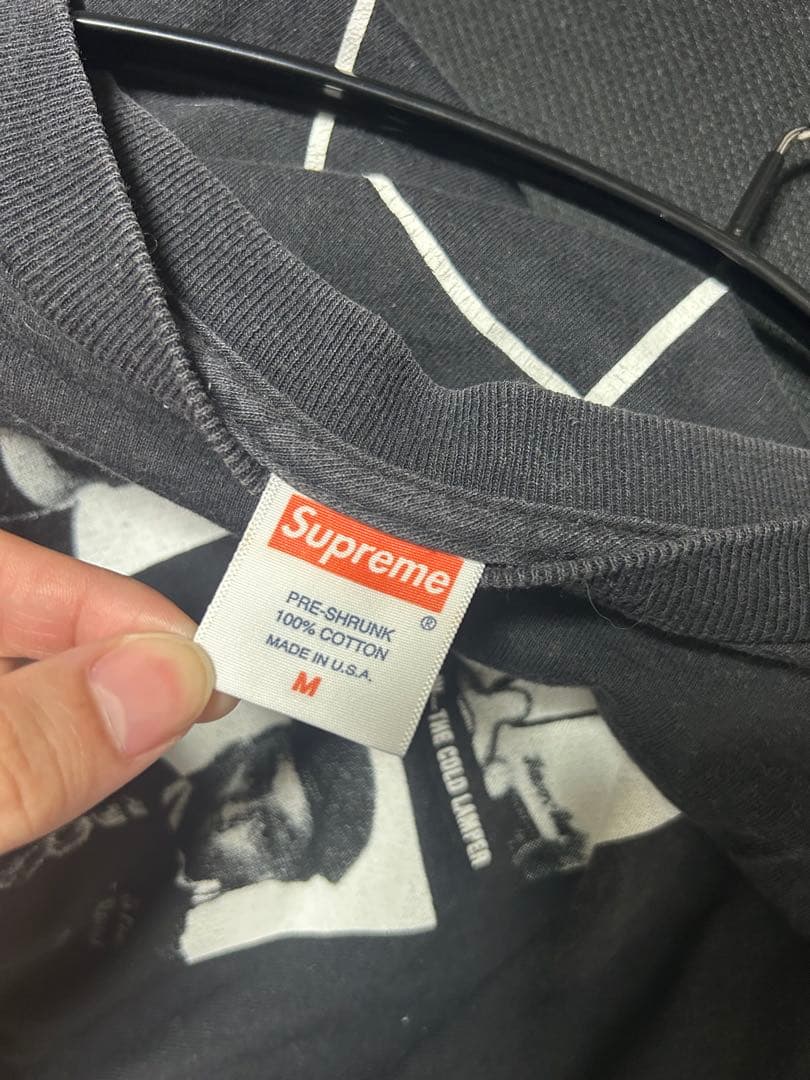 Supreme
®
PRE-SHRUNK
100% COTTON
MADE IN U.S.A.
M
THE COLD LAMPER